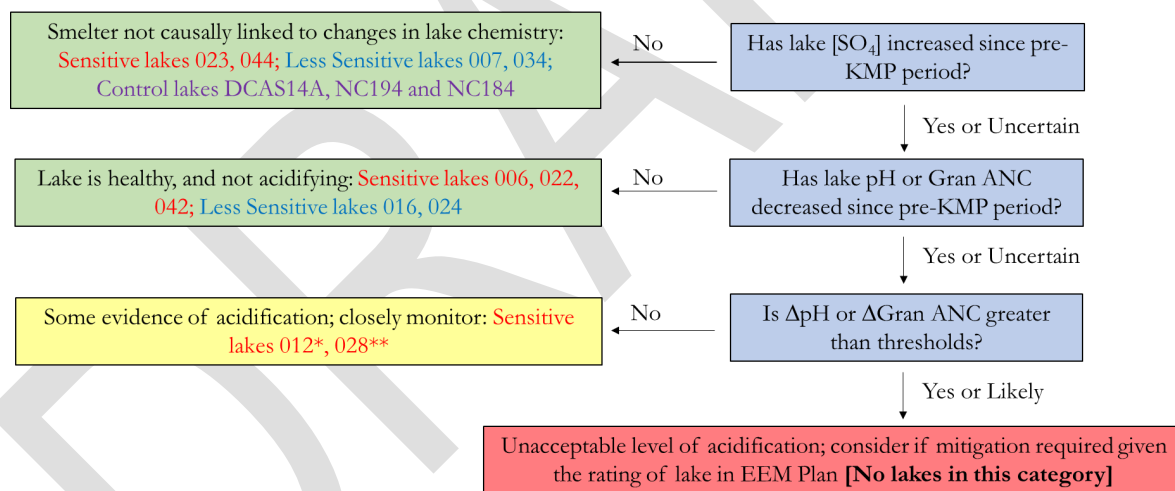 Smelter not causally linked to changes in lake chemistry:
Sensitive lakes 023, 044; Less Sensitive lakes 007, 034;
Control lakes DCAS14A, NC194 and NC184
No
Has lake [SO₄] increased since pre-
KMP period?
Yes or Uncertain
Lake is healthy, and not acidifying: Sensitive lakes 006, 022,
042; Less Sensitive lakes 016, 024
No
Has lake pH or Gran ANC
decreased since pre-KMP period?
Yes or Uncertain
Some evidence of acidification; closely monitor: Sensitive
lakes 012*, 028**
No
Is ΔpH or ΔGran ANC greater
than thresholds?
Yes or Likely
Unacceptable level of acidification; consider if mitigation required given
the rating of lake in EEM Plan [No lakes in this category]